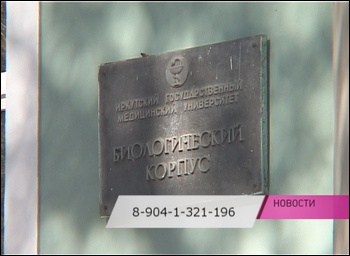 ИРКУТСКИЙ ГОСУДАРСТВЕННЫЙ
МЕДИЦИНСКИЙ УНИВЕРСИТЕТ
БИОЛОГИЧЕСКИЙ
КОРПУС
8-904-1-321-196
НОВОСТИ